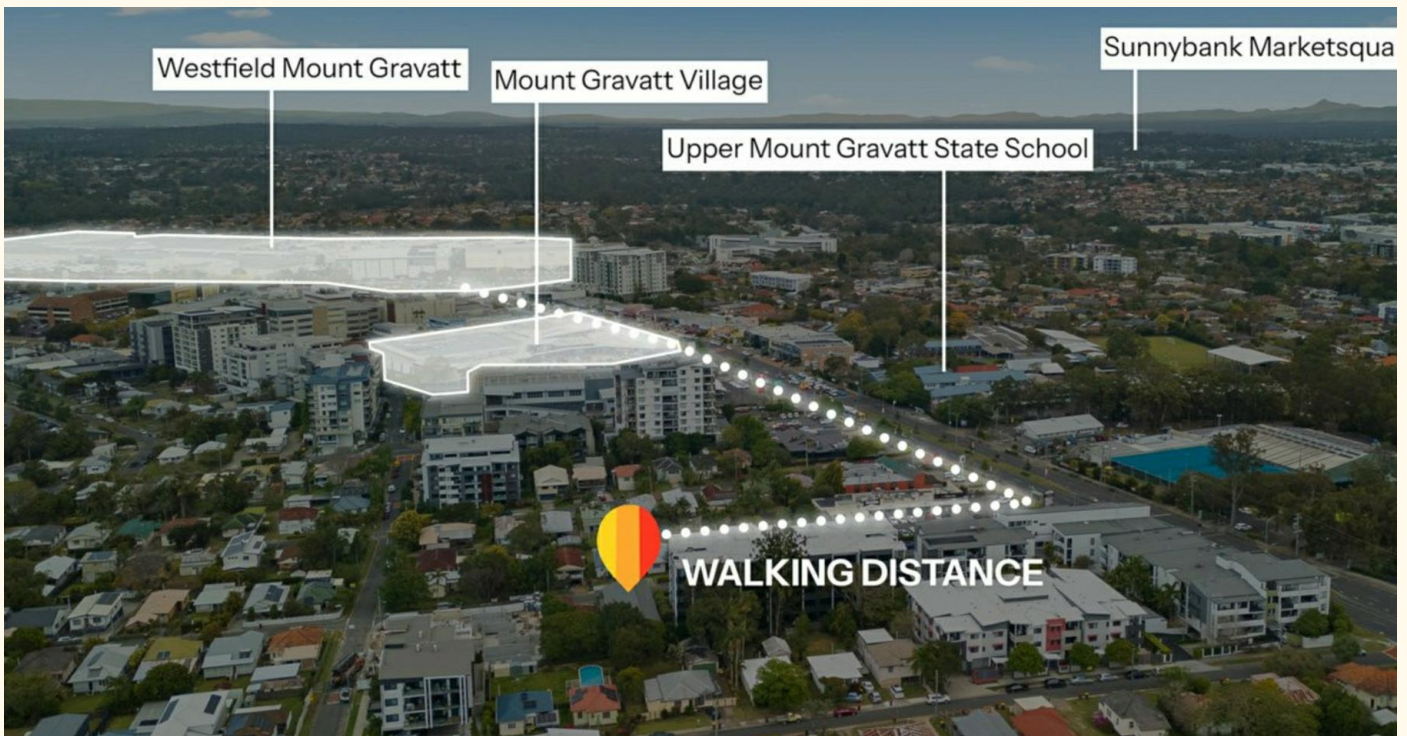 Westfield Mount Gravatt
Mount Gravatt Village
Sunnybank Marketsqua
Upper Mount Gravatt State School
WALKING DISTANCE